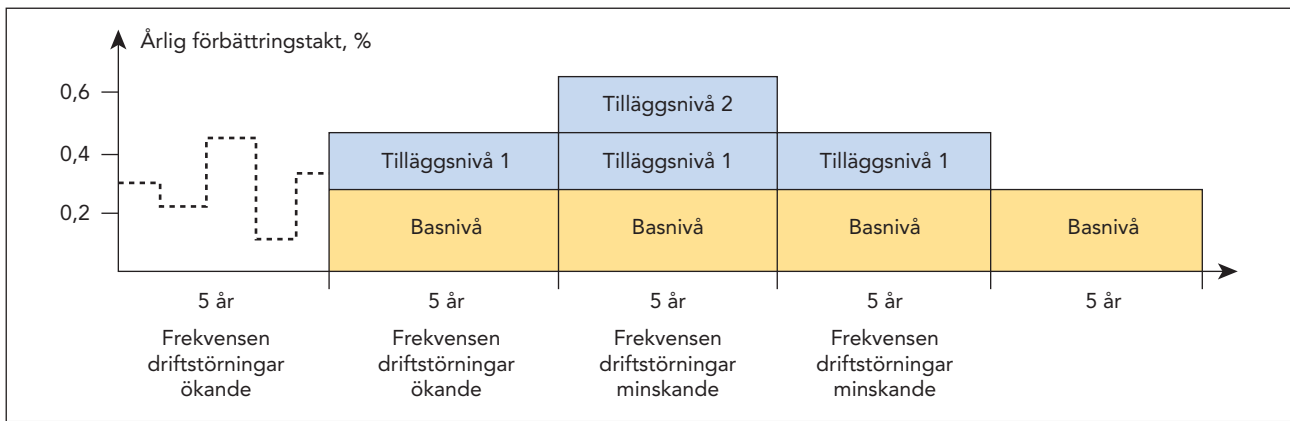 Årlig förbättringstakt, %
0,6
0,4
0,2
Tilläggsnivå 2
Tilläggsnivå 1 Tilläggsnivå 1 Tilläggsnivå 1
Basnivå Basnivå Basnivå Basnivå
5 år 5 år 5 år 5 år 5 år
Frekvensen Frekvensen Frekvensen Frekvensen
driftstörningar driftstörningar driftstörningar driftstörningar
ökande ökande minskande minskande